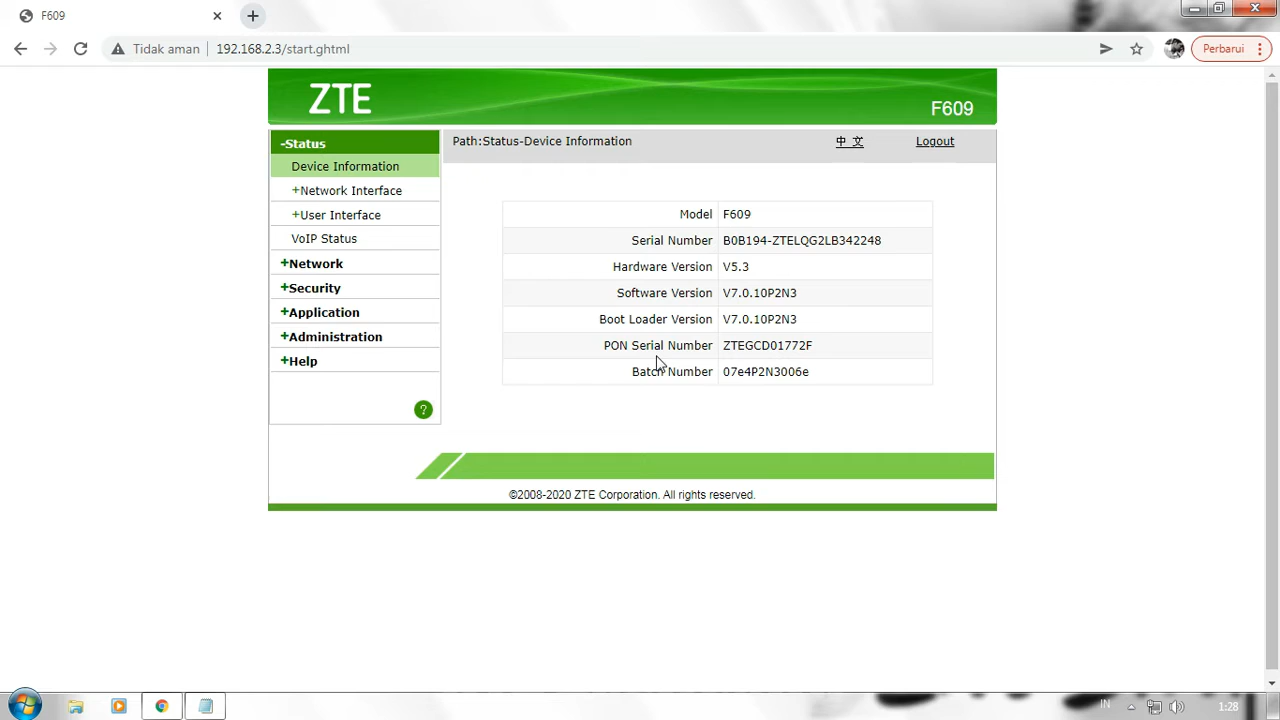 F609
Tidak aman 192.168.2.3/start.ghtml Perbarui
ZTE
F609
-Status
Path:Status-Device Information 中 文 Logout
Device Information
+Network Interface
+User Interface
VoIP Status
+Network
+Security
+Application
+Administration
+Help
?
Model F609
Serial Number B0B194-ZTELQG2LB342248
Hardware Version V5.3
Software Version V7.0.10P2N3
Boot Loader Version V7.0.10P2N3
PON Serial Number ZTEGCD01772F
Batch Number 07e4P2N3006e
©2008-2020 ZTE Corporation. All rights reserved.
IN 1:28